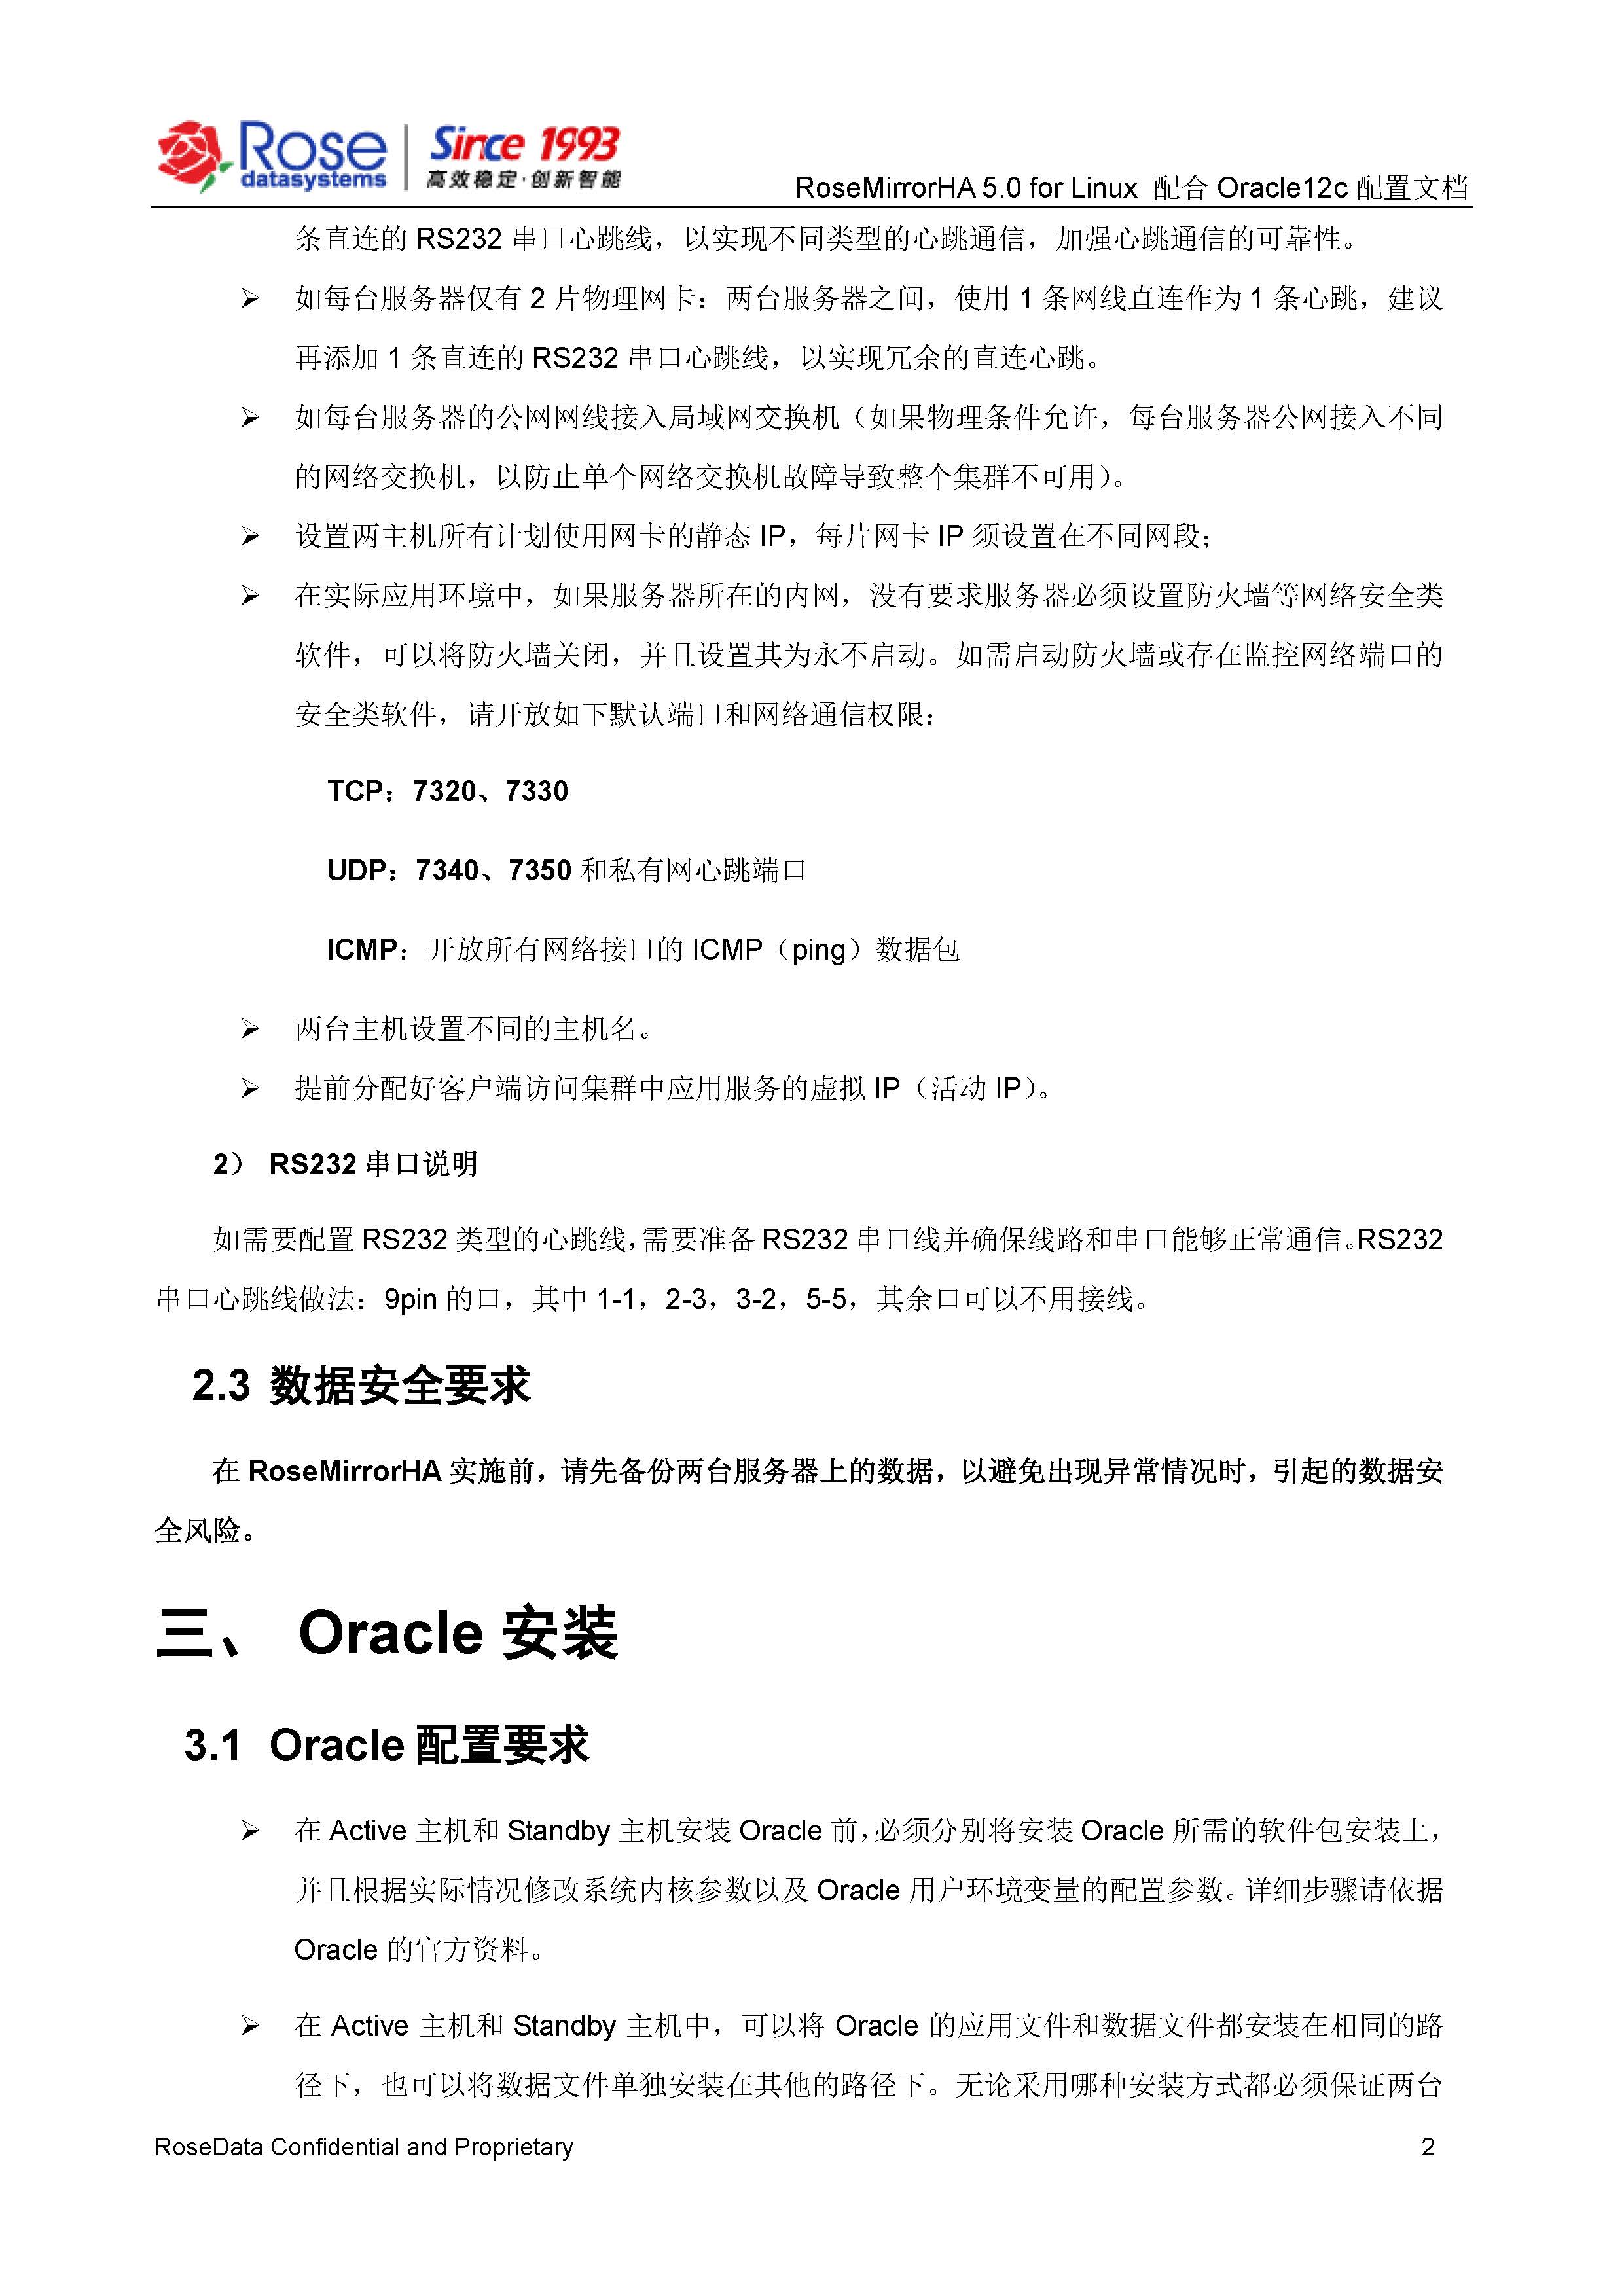 Rose datasystems | Since 1993 高效稳定·创新智能
RoseMirrorHA 5.0 for Linux 配合 Oracle12c 配置文档
条直连的 RS232 串口心跳线，以实现不同类型的心跳通信，加强心跳通信的可靠性。
➢ 如每台服务器仅有 2 片物理网卡：两台服务器之间，使用 1 条网线直连作为 1 条心跳，建议
再添加 1 条直连的 RS232 串口心跳线，以实现冗余的直连心跳。
➢ 如每台服务器的公网网线接入局域网交换机（如果物理条件允许，每台服务器公网接入不同
的网络交换机，以防止单个网络交换机故障导致整个集群不可用）。
➢ 设置两主机所有计划使用网卡的静态 IP，每片网卡 IP 须设置在不同网段；
➢ 在实际应用环境中，如果服务器所在的内网，没有要求服务器必须设置防火墙等网络安全类
软件，可以将防火墙关闭，并且设置其为永不启动。如需启动防火墙或存在监控网络端口的
安全类软件，请开放如下默认端口和网络通信权限：
TCP：7320、7330
UDP：7340、7350 和私有网心跳端口
ICMP：开放所有网络接口的 ICMP（ping）数据包
➢ 两台主机设置不同的主机名。
➢ 提前分配好客户端访问集群中应用服务的虚拟 IP（活动 IP）。
2） RS232 串口说明
如需要配置 RS232 类型的心跳线，需要准备 RS232 串口线并确保线路和串口能够正常通信。RS232
串口心跳线做法：9pin 的口，其中 1-1，2-3，3-2，5-5，其余口可以不用接线。
2.3 数据安全要求
在 RoseMirrorHA 实施前，请先备份两台服务器上的数据，以避免出现异常情况时，引起的数据安
全风险。
三、 Oracle 安装
3.1 Oracle 配置要求
➢ 在 Active 主机和 Standby 主机安装 Oracle 前，必须分别将安装 Oracle 所需的软件包安装上，
并且根据实际情况修改系统内核参数以及 Oracle 用户环境变量的配置参数。详细步骤请依据
Oracle 的官方资料。
➢ 在 Active 主机和 Standby 主机中，可以将 Oracle 的应用文件和数据文件都安装在相同的路
径下，也可以将数据文件单独安装在其他的路径下。无论采用哪种安装方式都必须保证两台
RoseData Confidential and Proprietary 2